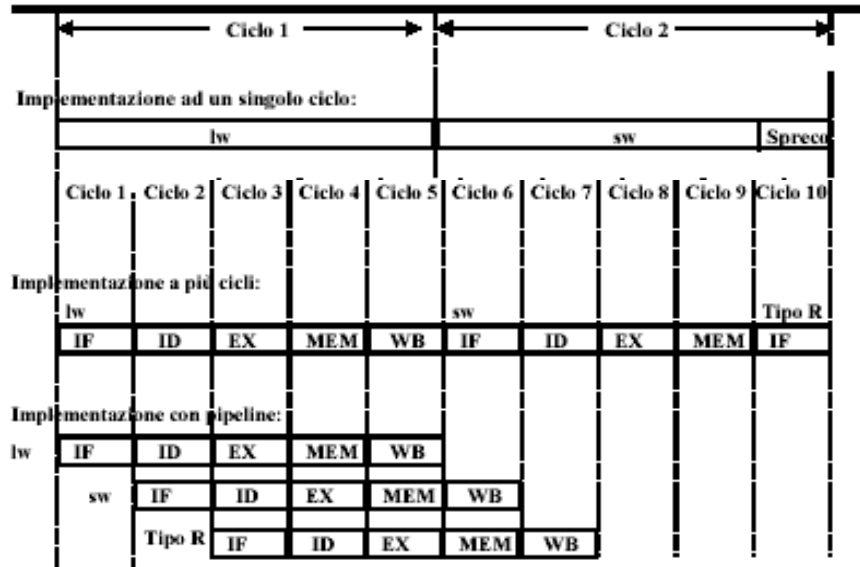 Ciclo 1 Ciclo 2
Implementazione ad un singolo ciclo:
lw sw Spreco
Ciclo 1 Ciclo 2 Ciclo 3 Ciclo 4 Ciclo 5 Ciclo 6 Ciclo 7 Ciclo 8 Ciclo 9 Ciclo 10
Implementazione a più cicli:
lw sw Tipo R
IF ID EX MEM WB IF ID EX MEM IF
Implementazione con pipeline:
lw IF ID EX MEM WB
sw IF ID EX MEM WB
Tipo R IF ID EX MEM WB